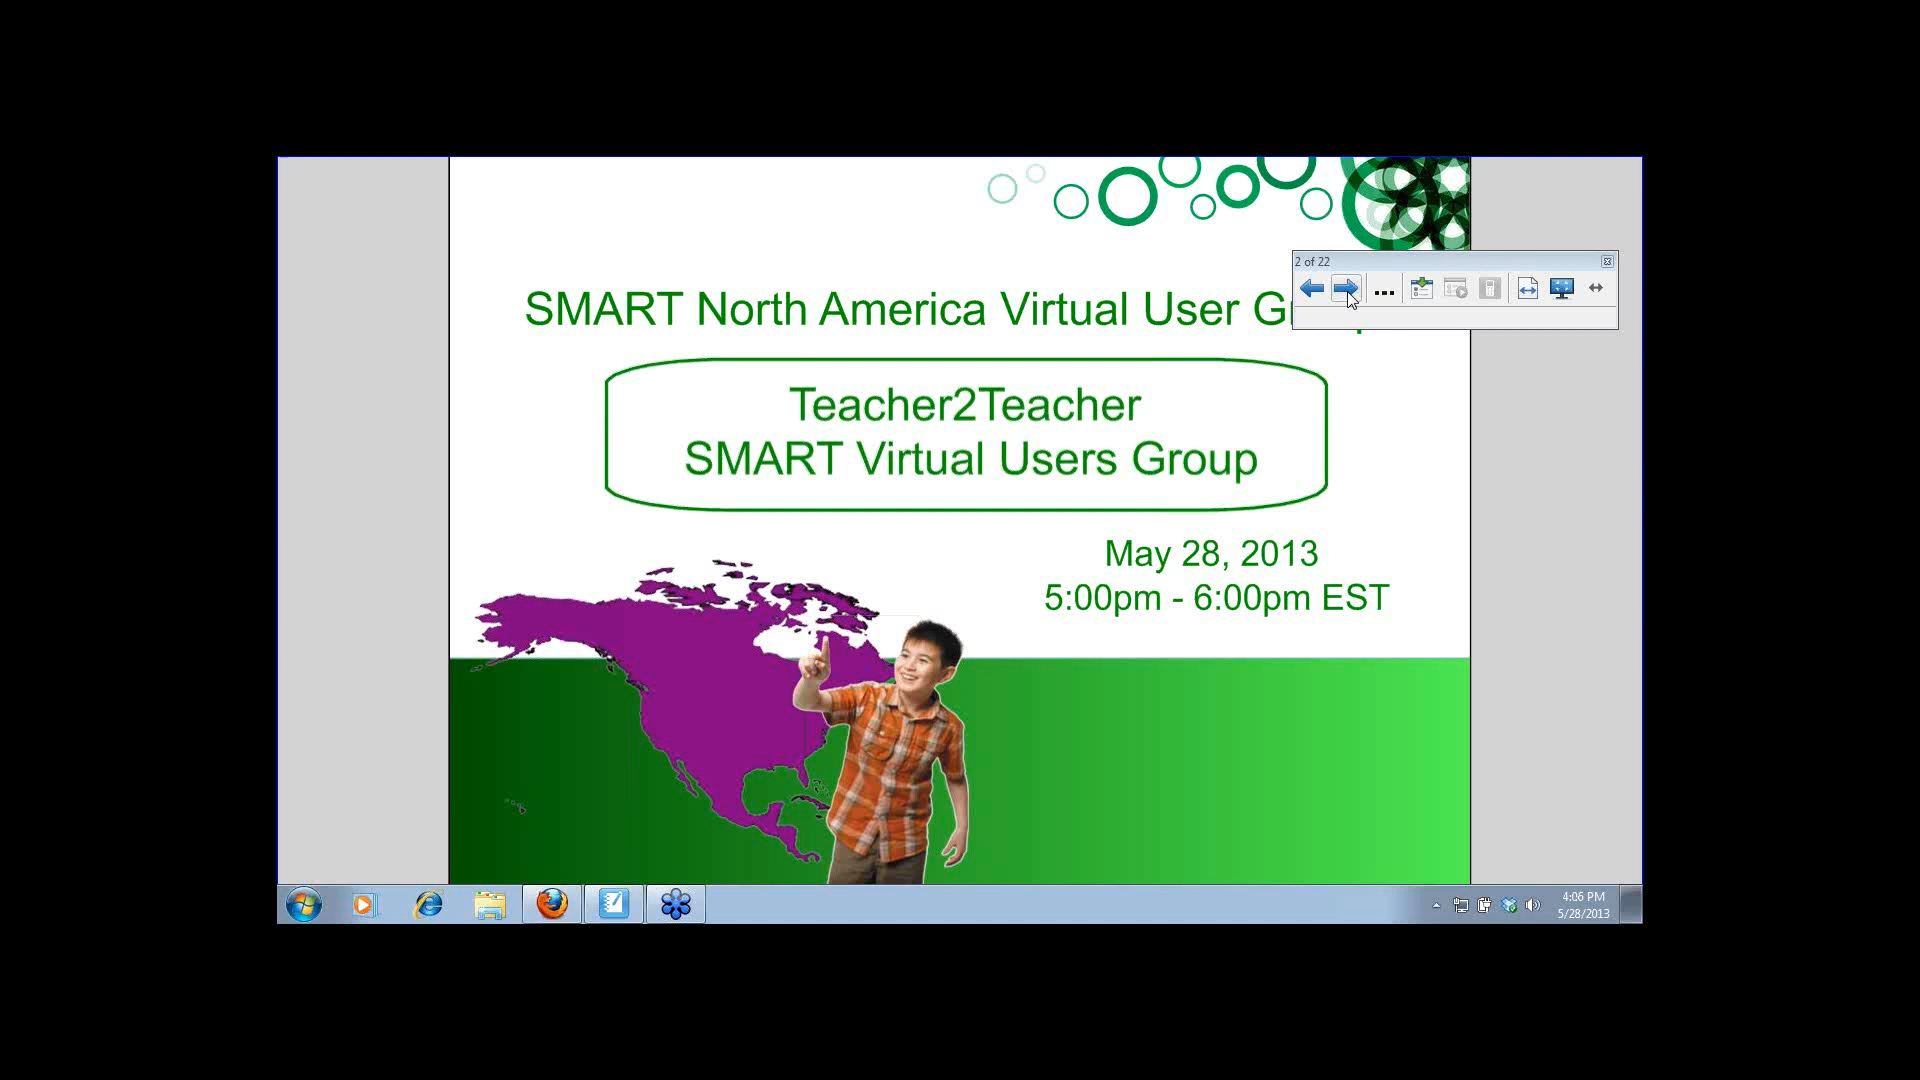 2 of 22
SMART North America Virtual User
Teacher2Teacher
SMART Virtual Users Group
May 28, 2013
5:00pm - 6:00pm EST
4:06 PM
5/28/2013